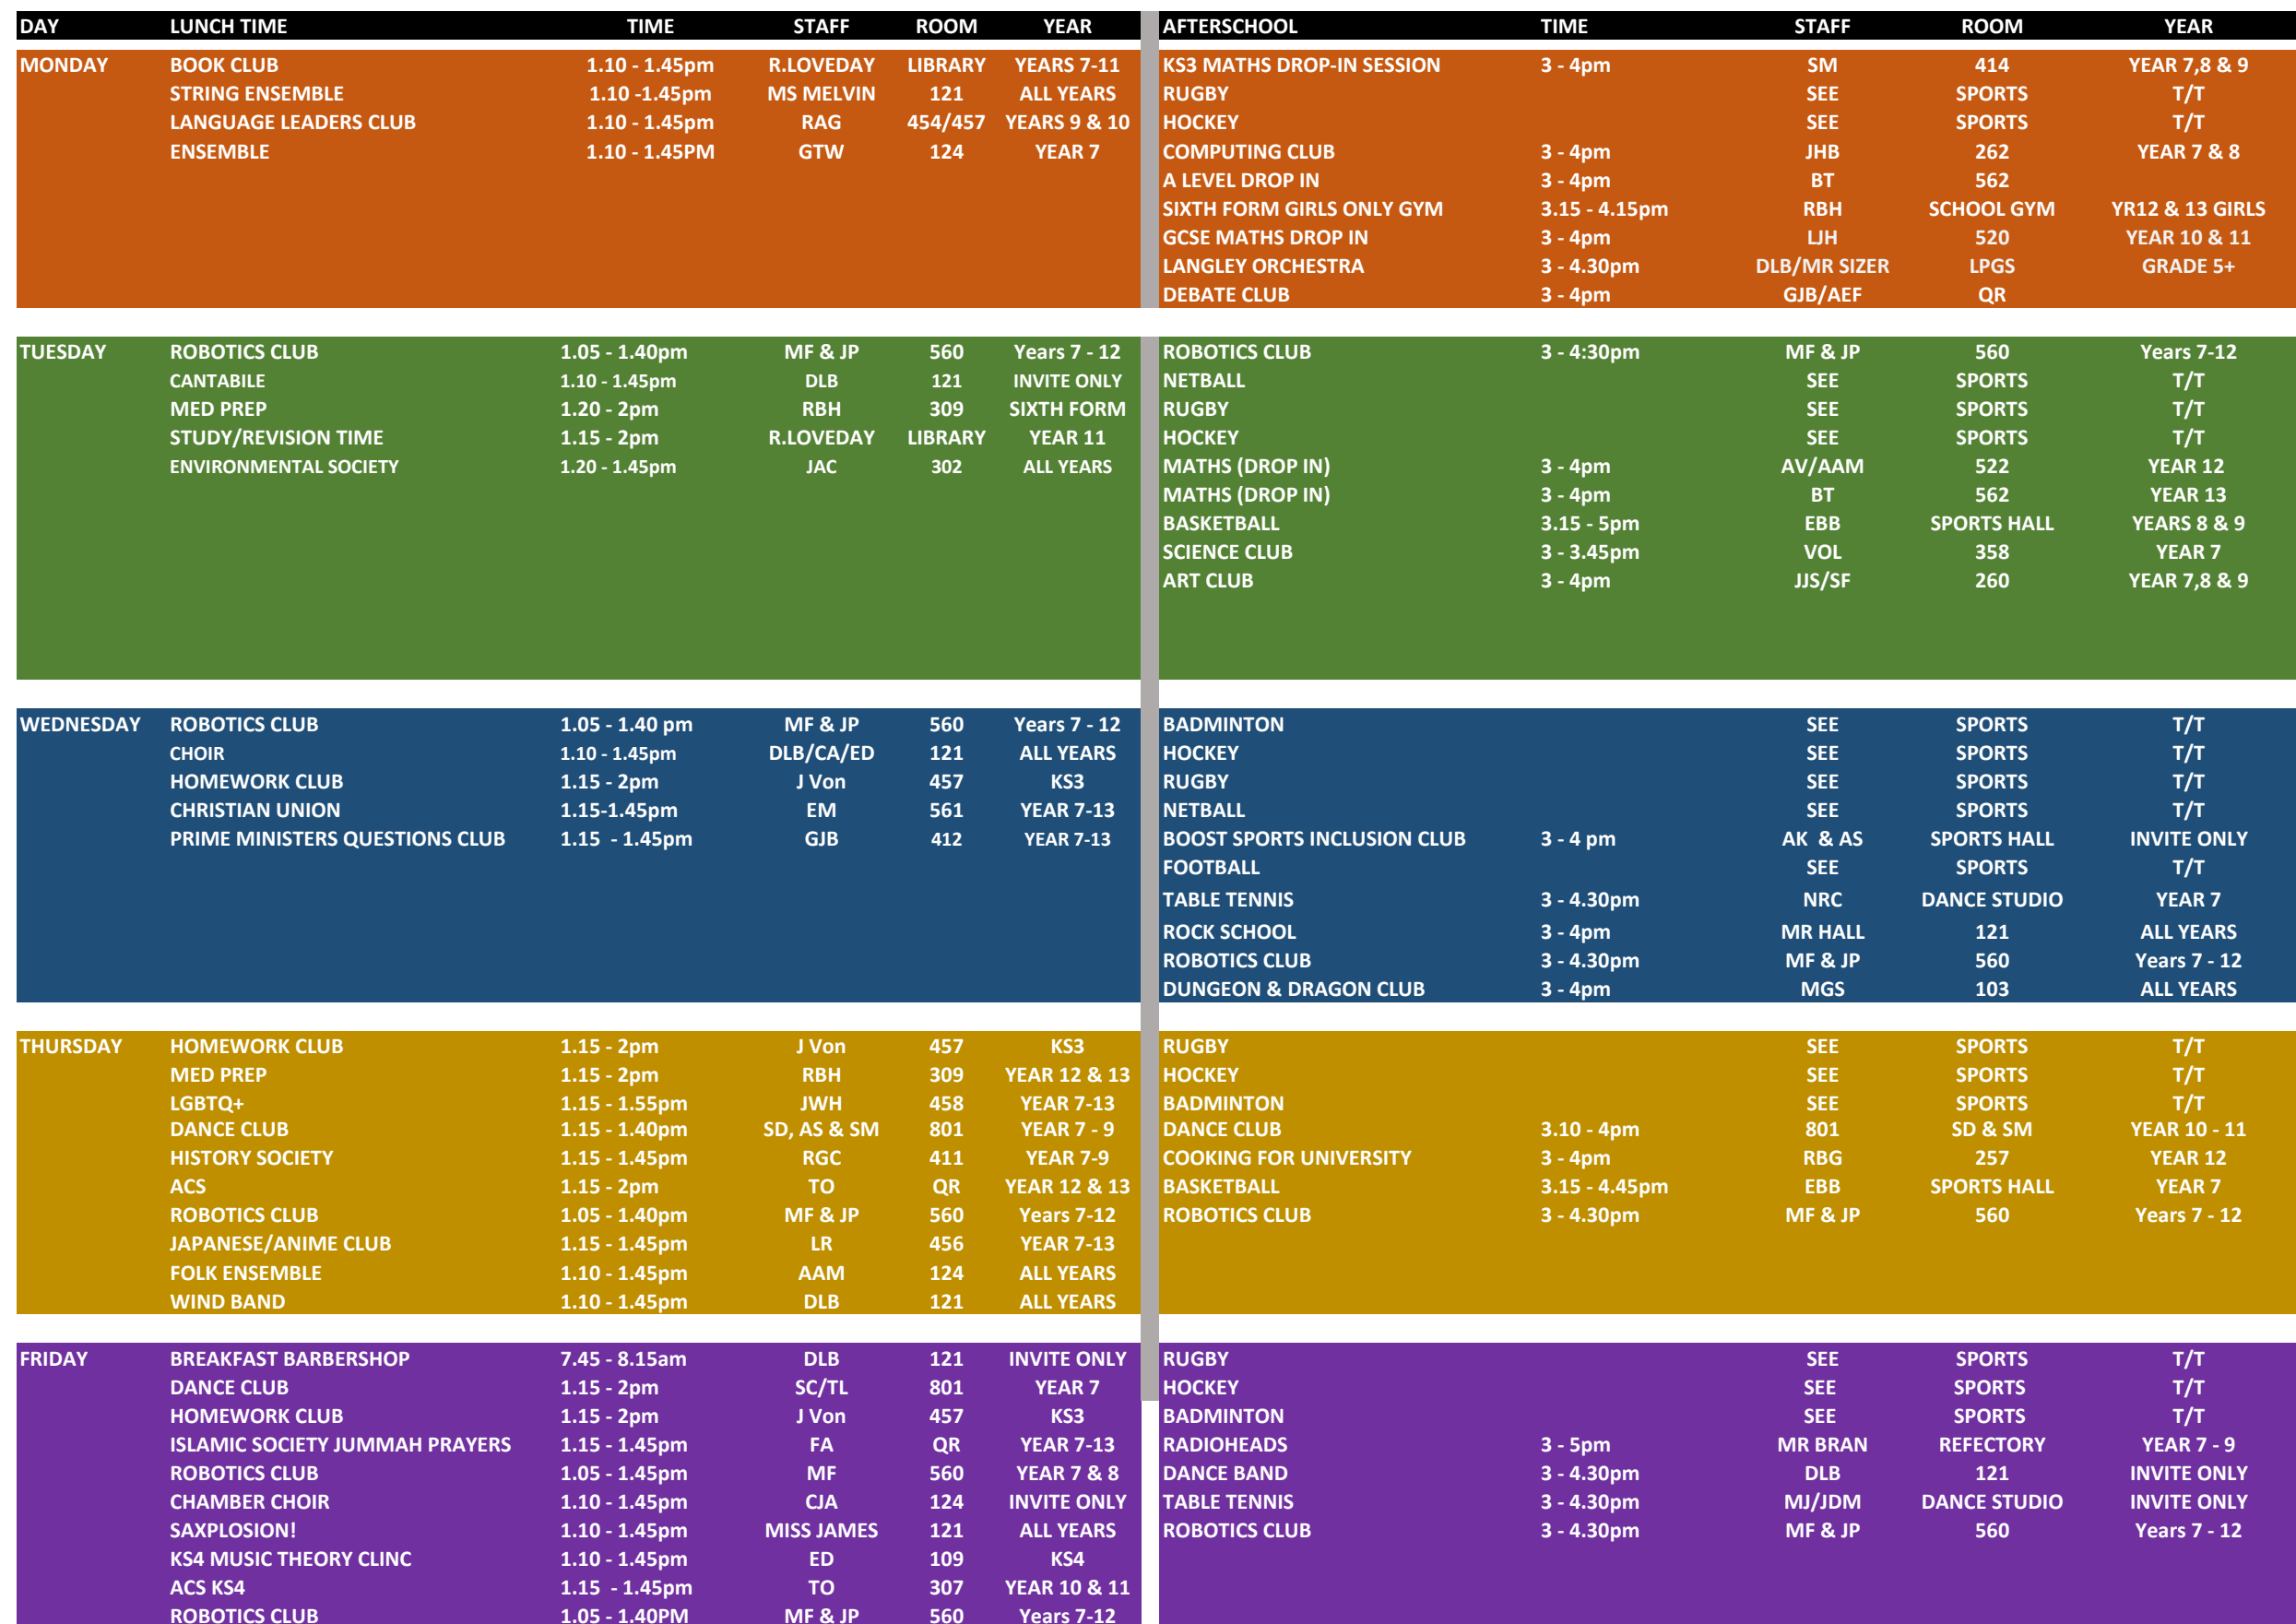 DAY LUNCH TIME TIME STAFF ROOM YEAR AFTERSCHOOL TIME STAFF ROOM YEAR
MONDAY BOOK CLUB 1.10 - 1.45pm R.LOVEDAY LIBRARY YEARS 7-11 KS3 MATHS DROP-IN SESSION 3 - 4pm SM 414 YEAR 7,8 & 9
STRING ENSEMBLE 1.10 -1.45pm MS MELVIN 121 ALL YEARS RUGBY SEE SPORTS T/T
LANGUAGE LEADERS CLUB 1.10 - 1.45pm RAG 454/457 YEARS 9 & 10 HOCKEY SEE SPORTS T/T
ENSEMBLE 1.10 - 1.45PM GTW 124 YEAR 7 COMPUTING CLUB 3 - 4pm JHB 262 YEAR 7 & 8
A LEVEL DROP IN 3 - 4pm BT 562
SIXTH FORM GIRLS ONLY GYM 3.15 - 4.15pm RBH SCHOOL GYM YR12 & 13 GIRLS
GCSE MATHS DROP IN 3 - 4pm LJH 520 YEAR 10 & 11
LANGLEY ORCHESTRA 3 - 4.30pm DLB/MR SIZER LPGS GRADE 5+
DEBATE CLUB 3 - 4pm GJB/AEF QR
TUESDAY ROBOTICS CLUB 1.05 - 1.40pm MF & JP 560 Years 7 - 12 ROBOTICS CLUB 3 - 4:30pm MF & JP 560 Years 7-12
CANTABILE 1.10 - 1.45pm DLB 121 INVITE ONLY NETBALL SEE SPORTS T/T
MED PREP 1.20 - 2pm RBH 309 SIXTH FORM RUGBY SEE SPORTS T/T
STUDY/REVISION TIME 1.15 - 2pm R.LOVEDAY LIBRARY YEAR 11 HOCKEY SEE SPORTS T/T
ENVIRONMENTAL SOCIETY 1.20 - 1.45pm JAC 302 ALL YEARS MATHS (DROP IN) 3 - 4pm AV/AAM 522 YEAR 12
MATHS (DROP IN) 3 - 4pm BT 562 YEAR 13
BASKETBALL 3.15 - 5pm EBB SPORTS HALL YEARS 8 & 9
SCIENCE CLUB 3 - 3.45pm VOL 358 YEAR 7
ART CLUB 3 - 4pm JJS/SF 260 YEAR 7,8 & 9
WEDNESDAY ROBOTICS CLUB 1.05 - 1.40 pm MF & JP 560 Years 7 - 12 BADMINTON SEE SPORTS T/T
CHOIR 1.10 - 1.45pm DLB/CA/ED 121 ALL YEARS HOCKEY SEE SPORTS T/T
HOMEWORK CLUB 1.15 - 2pm J Von 457 KS3 RUGBY SEE SPORTS T/T
CHRISTIAN UNION 1.15-1.45pm EM 561 YEAR 7-13 NETBALL SEE SPORTS T/T
PRIME MINISTERS QUESTIONS CLUB 1.15 - 1.45pm GJB 412 YEAR 7-13 BOOST SPORTS INCLUSION CLUB 3 - 4 pm AK & AS SPORTS HALL INVITE ONLY
FOOTBALL SEE SPORTS T/T
TABLE TENNIS 3 - 4.30pm NRC DANCE STUDIO YEAR 7
ROCK SCHOOL 3 - 4pm MR HALL 121 ALL YEARS
ROBOTICS CLUB 3 - 4.30pm MF & JP 560 Years 7 - 12
DUNGEON & DRAGON CLUB 3 - 4pm MGS 103 ALL YEARS
THURSDAY HOMEWORK CLUB 1.15 - 2pm J Von 457 KS3 RUGBY SEE SPORTS T/T
MED PREP 1.15 - 2pm RBH 309 YEAR 12 & 13 HOCKEY SEE SPORTS T/T
LGBTQ+ 1.15 - 1.55pm JWH 458 YEAR 7-13 BADMINTON SEE SPORTS T/T
DANCE CLUB 1.15 - 1.40pm SD, AS & SM 801 YEAR 7 - 9 DANCE CLUB 3.10 - 4pm 801 SD & SM YEAR 10 - 11
HISTORY SOCIETY 1.15 - 1.45pm RGC 411 YEAR 7-9 COOKING FOR UNIVERSITY 3 - 4pm RBG 257 YEAR 12
ACS 1.15 - 2pm TO QR YEAR 12 & 13 BASKETBALL 3.15 - 4.45pm EBB SPORTS HALL YEAR 7
ROBOTICS CLUB 1.05 - 1.40pm MF & JP 560 Years 7-12 ROBOTICS CLUB 3 - 4.30pm MF & JP 560 Years 7 - 12
JAPANESE/ANIME CLUB 1.15 - 1.45pm LR 456 YEAR 7-13
FOLK ENSEMBLE 1.10 - 1.45pm AAM 124 ALL YEARS
WIND BAND 1.10 - 1.45pm DLB 121 ALL YEARS
FRIDAY BREAKFAST BARBERSHOP 7.45 - 8.15am DLB 121 INVITE ONLY RUGBY SEE SPORTS T/T
DANCE CLUB 1.15 - 2pm SC/TL 801 YEAR 7 HOCKEY SEE SPORTS T/T
HOMEWORK CLUB 1.15 - 2pm J Von 457 KS3 BADMINTON SEE SPORTS T/T
ISLAMIC SOCIETY JUMMAH PRAYERS 1.15 - 1.45pm FA QR YEAR 7-13 RADIOHEADS 3 - 5pm MR BRAN REFECTORY YEAR 7 - 9
ROBOTICS CLUB 1.05 - 1.45pm MF 560 YEAR 7 & 8 DANCE BAND 3 - 4.30pm DLB 121 INVITE ONLY
CHAMBER CHOIR 1.10 - 1.45pm CJA 124 INVITE ONLY TABLE TENNIS 3 - 4.30pm MJ/JDM DANCE STUDIO INVITE ONLY
SAXPLOSION! 1.10 - 1.45pm MISS JAMES 121 ALL YEARS ROBOTICS CLUB 3 - 4.30pm MF & JP 560 Years 7 - 12
KS4 MUSIC THEORY CLINC 1.10 - 1.45pm ED 109 KS4
ACS KS4 1.15 - 1.45pm TO 307 YEAR 10 & 11
ROBOTICS CLUB 1.05 - 1.40PM MF & JP 560 Years 7-12